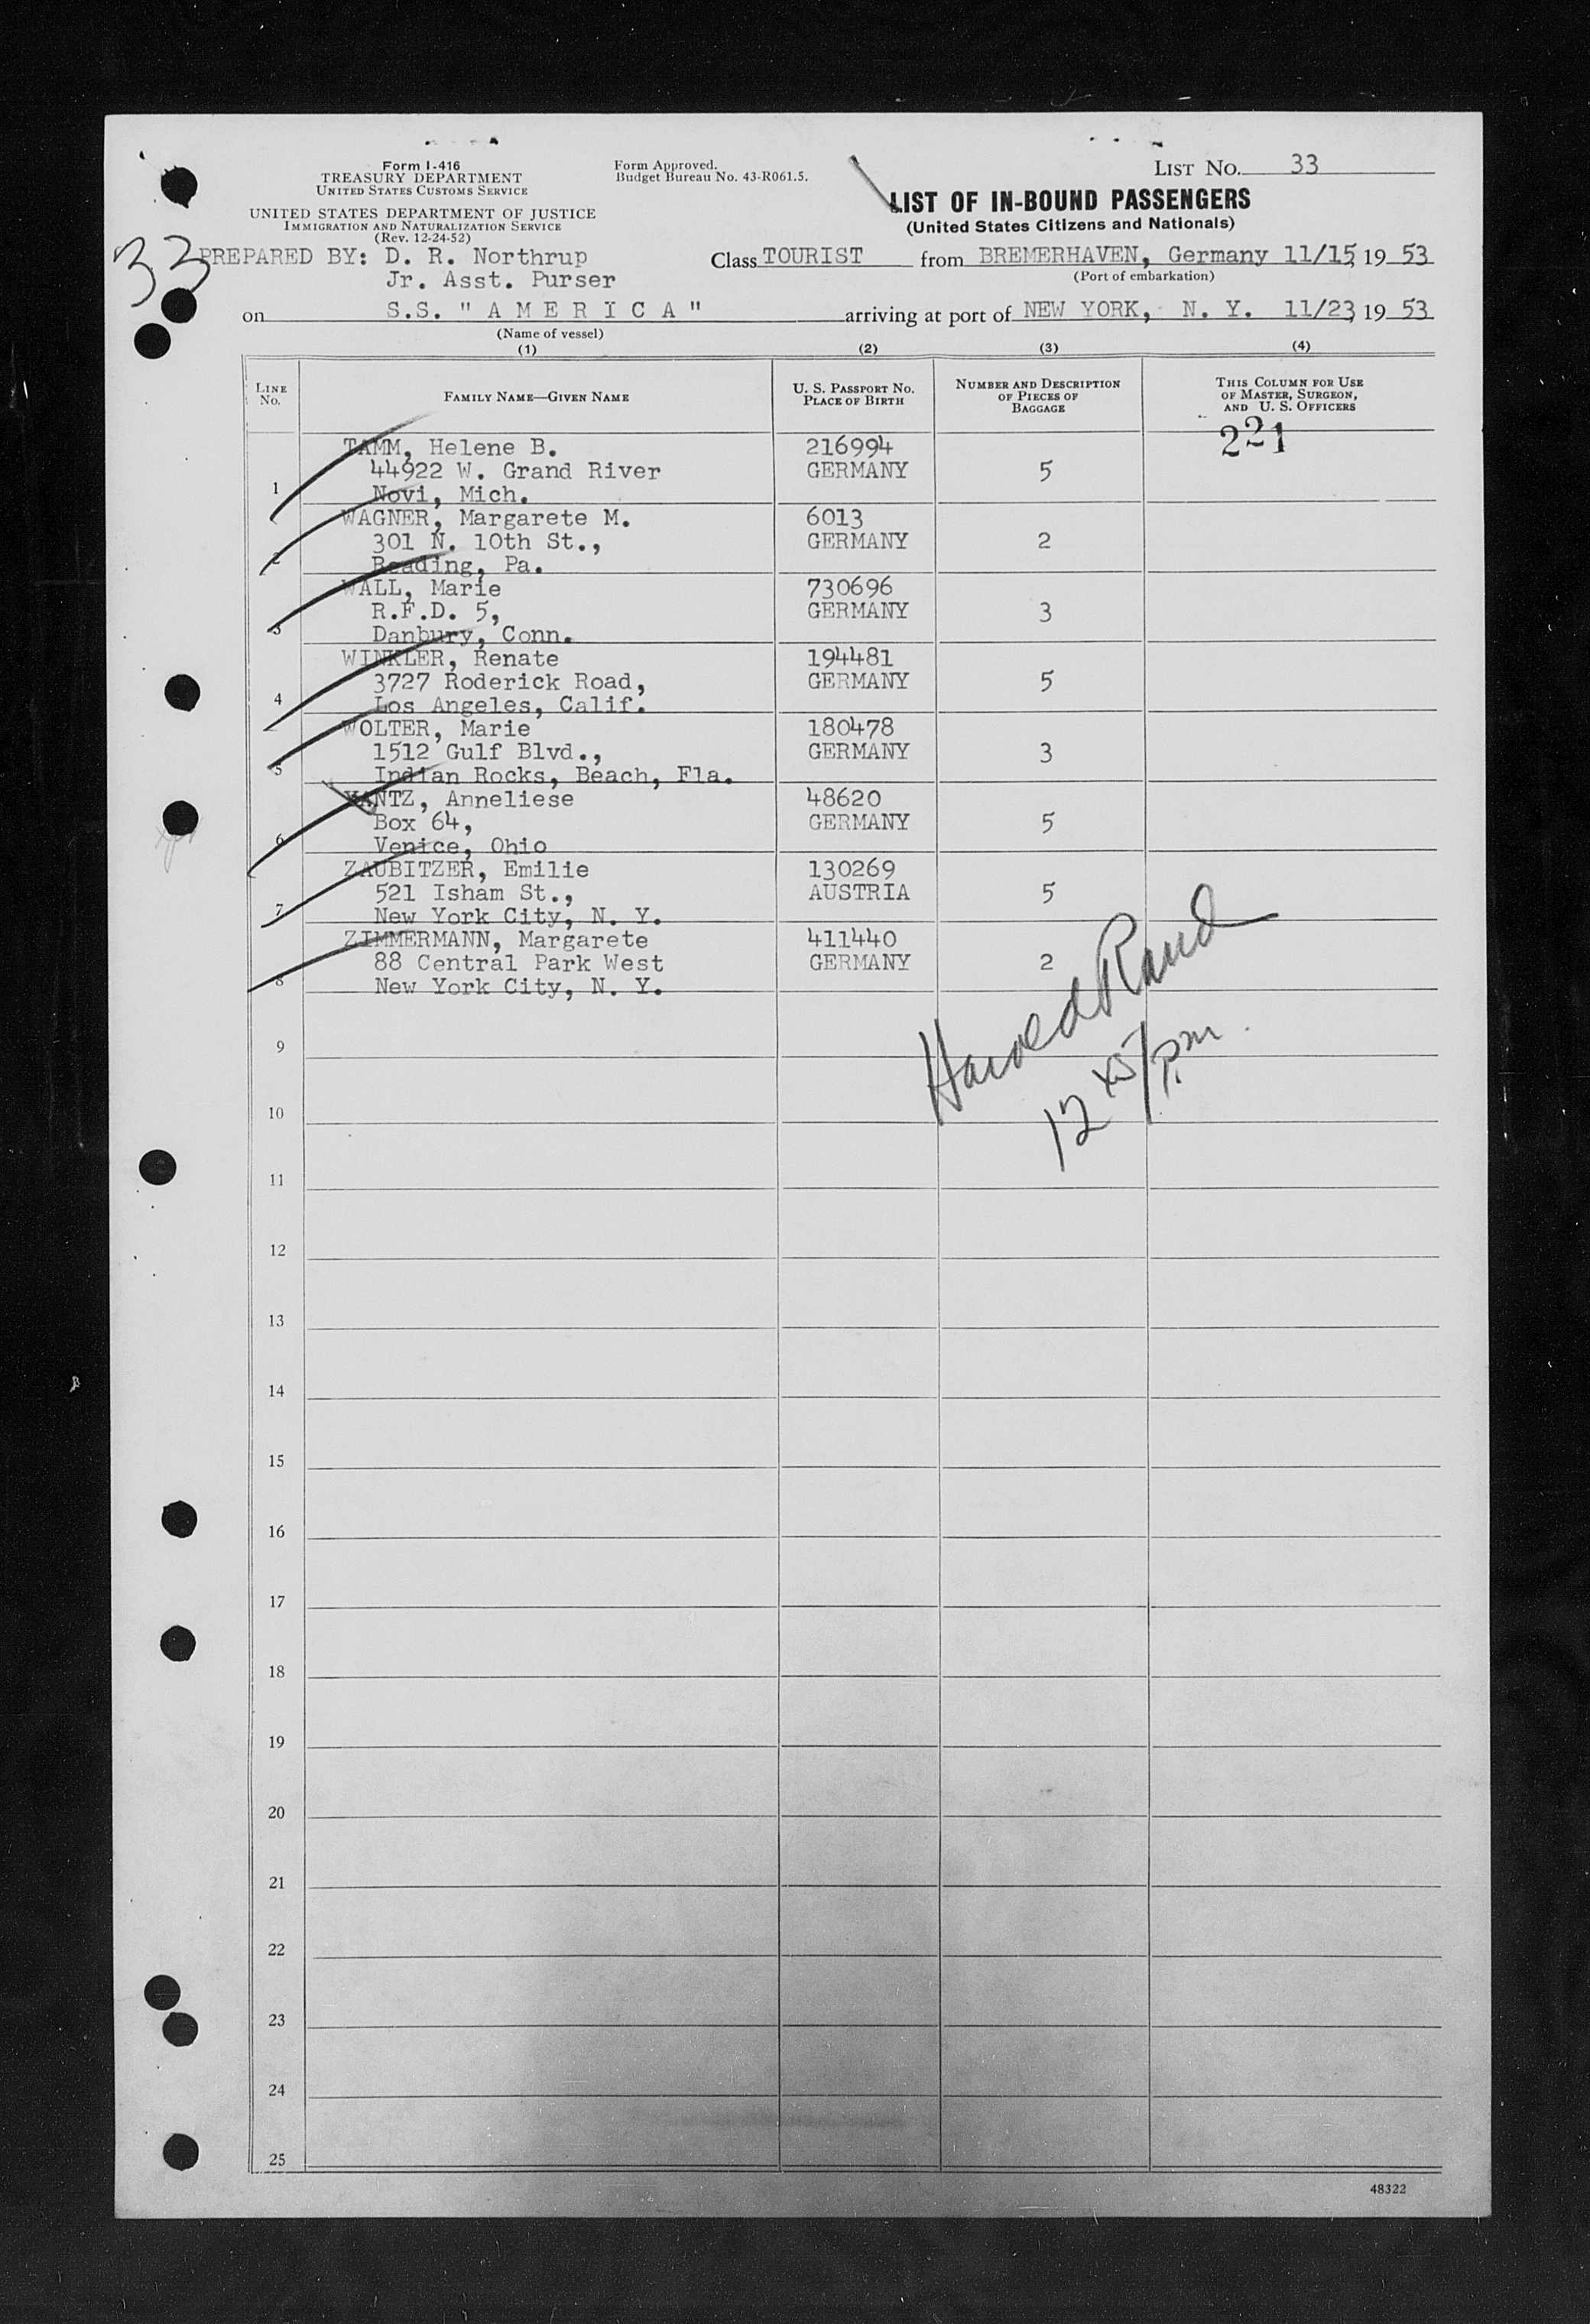 Form I-416
TREASURY DEPARTMENT
UNITED STATES CUSTOMS SERVICE
UNITED STATES DEPARTMENT OF JUSTICE
IMMIGRATION AND NATURALIZATION SERVICE
(Rev. 12-24-52)
Form Approved.
Budget Bureau No. 43-R061.5.
LIST No. 33
LIST OF IN-BOUND PASSENGERS
(United States Citizens and Nationals)
33
PREPARED BY: D. R. Northrup
Jr. Asst. Purser
Class TOURIST from BREMERHAVEN, Germany 11/15, 19 53
(Port of embarkation)
on S.S. " A M E R I C A " arriving at port of NEW YORK, N. Y. 11/23, 19 53
(Name of vessel)
(1) (2) (3) (4)
LINE No. FAMILY NAME—GIVEN NAME U. S. PASSPORT No. PLACE OF BIRTH NUMBER AND DESCRIPTION OF PIECES OF BAGGAGE THIS COLUMN FOR USE OF MASTER, SURGEON, AND U. S. OFFICERS
221
TAMM, Helene B. 216994
44922 W. Grand River GERMANY 5
1 Novi, Mich.
WAGNER, Margarete M. 6013
301 N. 10th St., GERMANY 2
2 Reading, Pa.
WALL, Marie 730696
R.F.D. 5, GERMANY 3
3 Danbury, Conn.
WINKLER, Renate 194481
3727 Roderick Road, GERMANY 5
4 Los Angeles, Calif.
WOLTER, Marie 180478
1512 Gulf Blvd., GERMANY 3
5 Indian Rocks, Beach, Fla.
Anneliese 48620
Box 64, GERMANY 5
6 Venice, Ohio
ZAUBITZER, Emilie 130269
521 Isham St., AUSTRIA 5
7 New York City, N. Y.
ZIMMERMANN, Margarete 411440
88 Central Park West GERMANY 2
8 New York City, N. Y.
Harold Rand
12 45/pm
9
10
11
12
13
14
15
16
17
18
19
20
21
22
23
24
25
48322